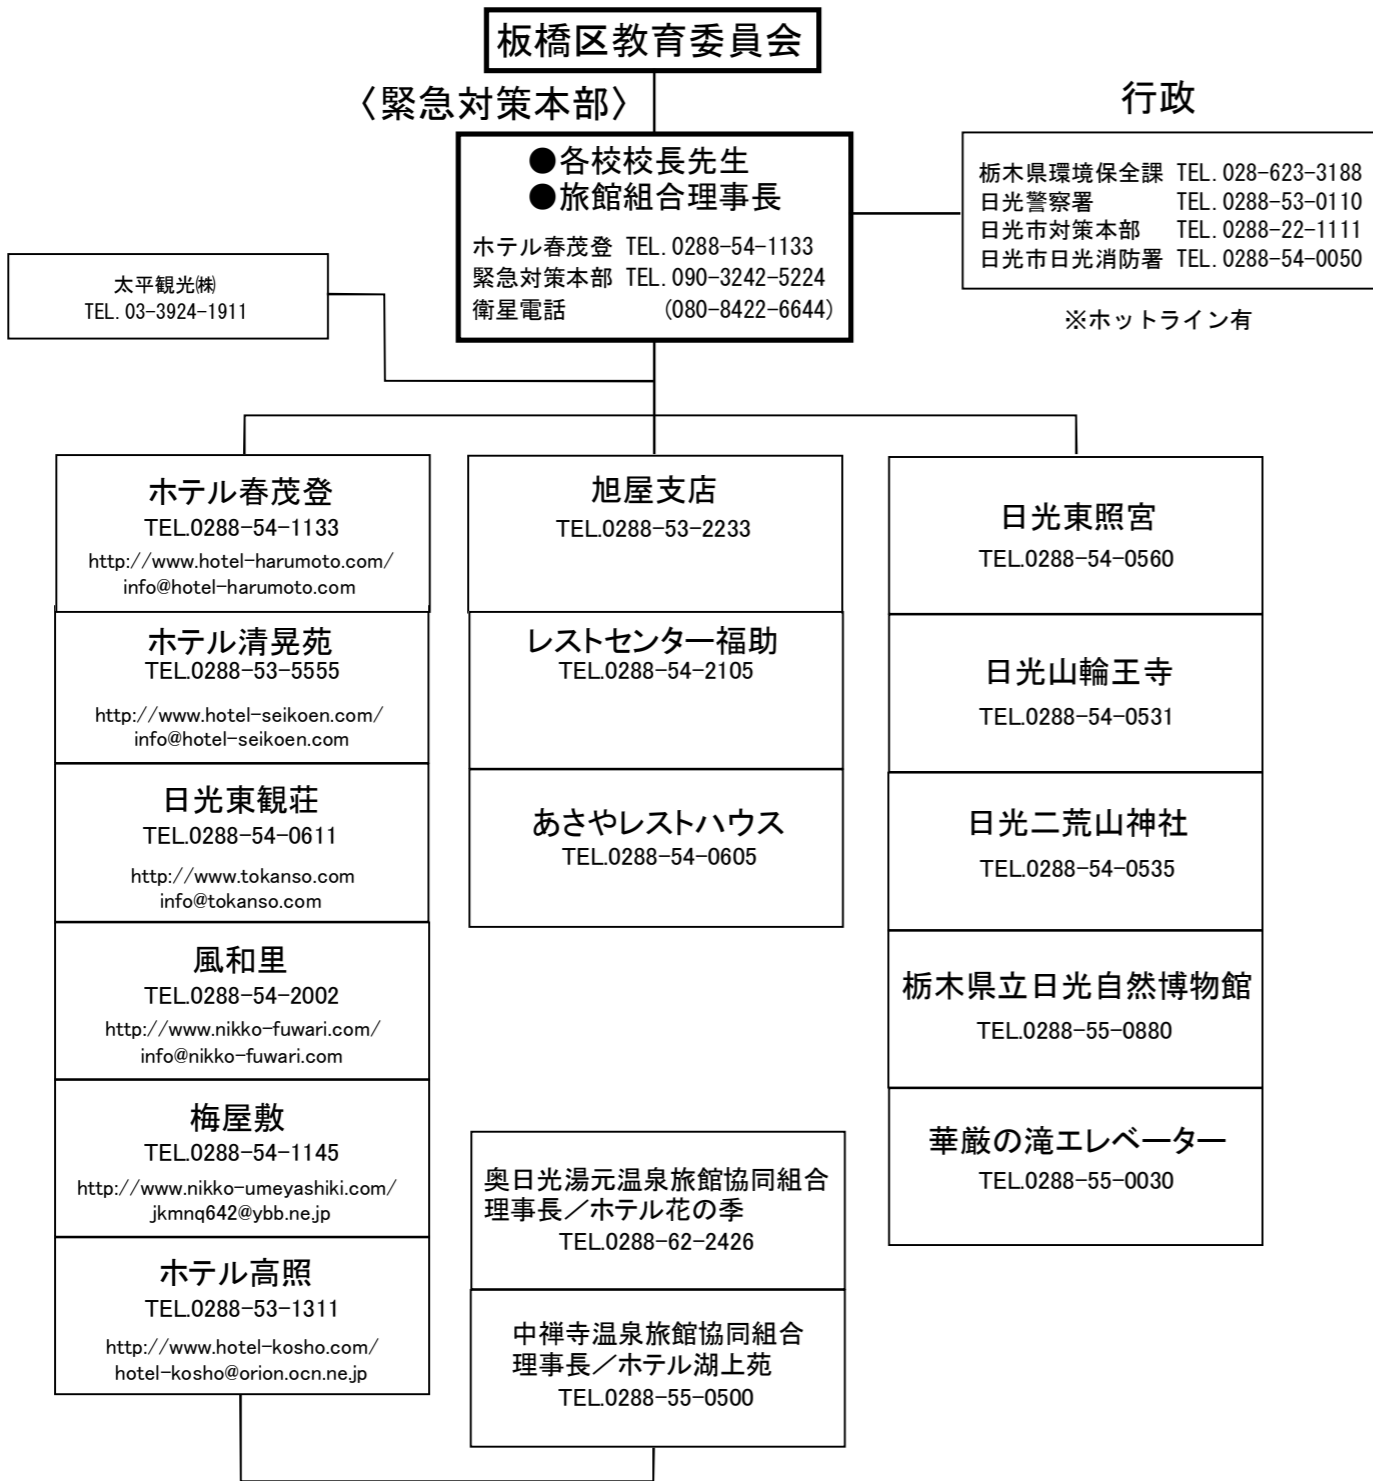 板橋区教育委員会
〈緊急対策本部〉
●各校校長先生
●旅館組合理事長
ホテル春茂登 TEL.0288-54-1133
緊急対策本部 TEL.090-3242-5224
衛星電話 (080-8422-6644)
行政
栃木県環境保全課 TEL.028-623-3188
日光警察署 TEL.0288-53-0110
日光市対策本部 TEL.0288-22-1111
日光市日光消防署 TEL.0288-54-0050
※ホットライン有
太平観光㈱
TEL.03-3924-1911
ホテル春茂登
TEL.0288-54-1133
http://www.hotel-harumoto.com/
info@hotel-harumoto.com
ホテル清晃苑
TEL.0288-53-5555
http://www.hotel-seikoen.com/
info@hotel-seikoen.com
日光東観荘
TEL.0288-54-0611
http://www.tokanso.com
info@tokanso.com
風和里
TEL.0288-54-2002
http://www.nikko-fuwari.com/
info@nikko-fuwari.com
梅屋敷
TEL.0288-54-1145
http://www.nikko-umeyashiki.com/
jkmnq642@ybb.ne.jp
ホテル高照
TEL.0288-53-1311
http://www.hotel-kosho.com/
hotel-kosho@orion.ocn.ne.jp
旭屋支店
TEL.0288-53-2233
レストセンター福助
TEL.0288-54-2105
あさやレストハウス
TEL.0288-54-0605
奥日光湯元温泉旅館協同組合
理事長／ホテル花の季
TEL.0288-62-2426
中禅寺温泉旅館協同組合
理事長／ホテル湖上苑
TEL.0288-55-0500
日光東照宮
TEL.0288-54-0560
日光山輪王寺
TEL.0288-54-0531
日光二荒山神社
TEL.0288-54-0535
栃木県立日光自然博物館
TEL.0288-55-0880
華厳の滝エレベーター
TEL.0288-55-0030